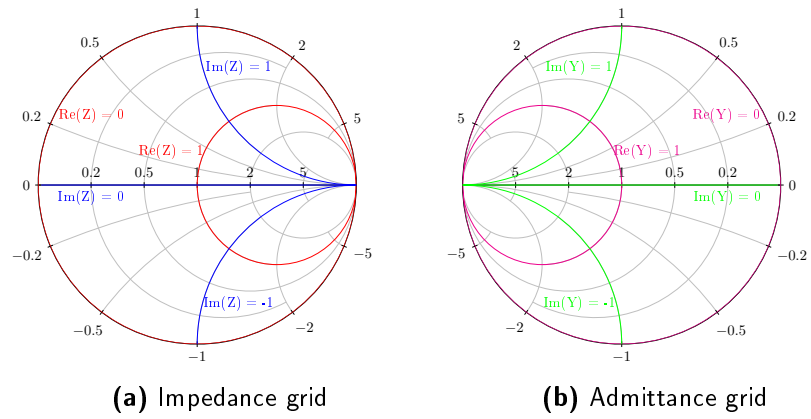 1
0.5
2
Im(Z) = 1
0.2
Re(Z) = 0
5
Re(Z) = 1
0.2 0.5 1 2 5
0
Im(Z) = 0
−0.2
−5
Im(Z) = -1
−0.5
−2
−1
(a) Impedance grid
1
2
0.5
Im(Y) = 1
5
Re(Y) = 0
0.2
Re(Y) = 1
5 2 1 0.5 0.2
0
Im(Y) = 0
−5
−0.2
Im(Y) = -1
−2
−0.5
−1
(b) Admittance grid